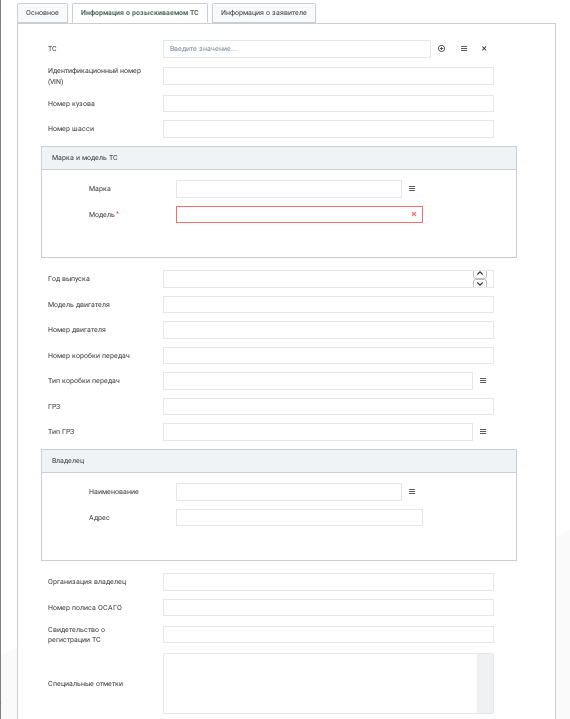 Основное Информация о розыскиваемом ТС Информация о заявителе
ТС Введите значение...
Идентификационный номер
(VIN)
Номер кузова
Номер шасси
Марка и модель ТС
Марка
Модель*
Год выпуска
Модель двигателя
Номер двигателя
Номер коробки передач
Тип коробки передач
ГРЗ
Тип ГРЗ
Владелец
Наименование
Адрес
Организация владелец
Номер полиса ОСАГО
Свидетельство о
регистрации ТС
Специальные отметки